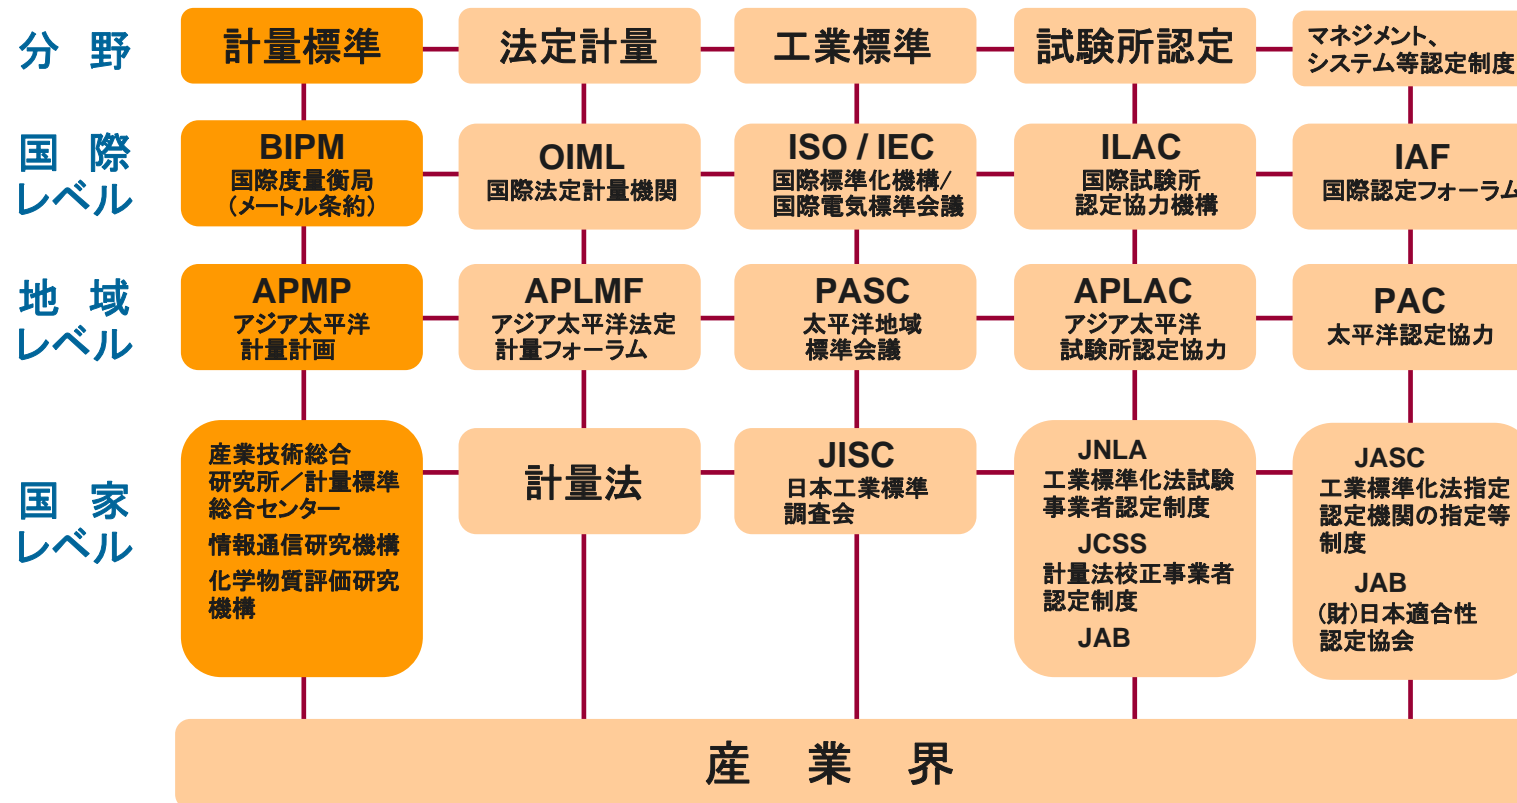 分 野
計量標準
法定計量
工業標準
試験所認定
マネジメント、
システム等認定制度
国 際
レベル
BIPM
国際度量衡局
(メートル条約)
OIML
国際法定計量機関
ISO / IEC
国際標準化機構/
国際電気標準会議
ILAC
国際試験所
認定協力機構
IAF
国際認定フォーラム
地 域
レベル
APMP
アジア太平洋
計量計画
APLMF
アジア太平洋法定
計量フォーラム
PASC
太平洋地域
標準会議
APLAC
アジア太平洋
試験所認定協力
PAC
太平洋認定協力
国 家
レベル
産業技術総合
研究所／計量標準
総合センター
情報通信研究機構
化学物質評価研究
機構
計量法
JISC
日本工業標準
調査会
JNLA
工業標準化法試験
事業者認定制度
JCSS
計量法校正事業者
認定制度
JAB
JASC
工業標準化法指定
認定機関の指定等
制度
JAB
(財)日本適合性
認定協会
産 業 界